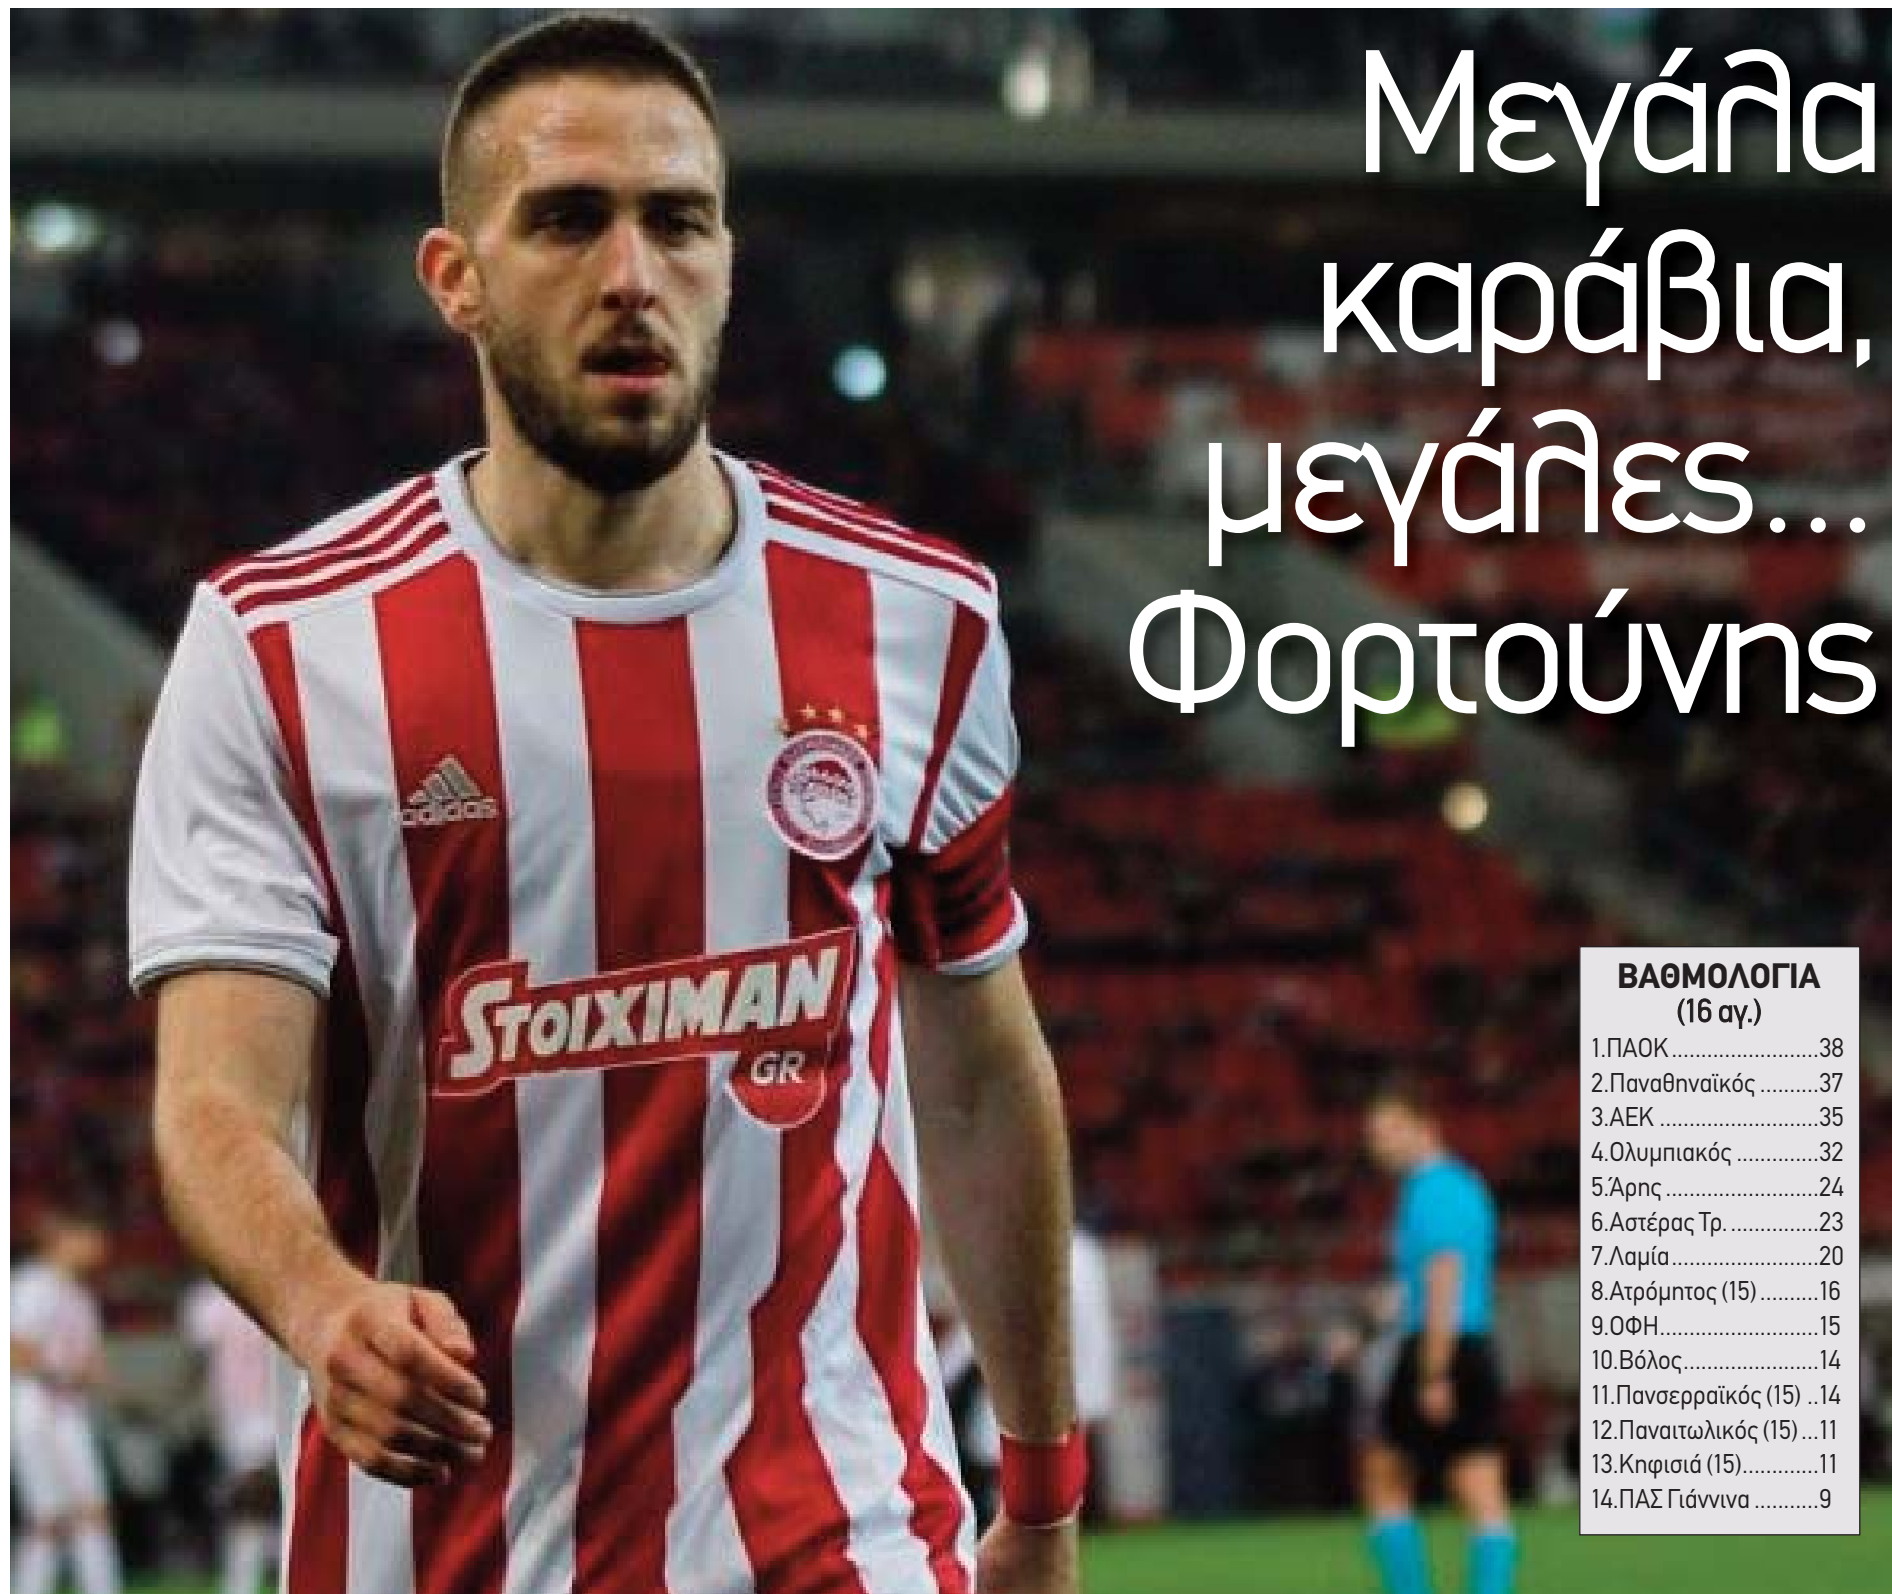 Μεγάλα
καράβια,
μεγάλες...
Φορτούνης
adidas
STOIXIMAN
GR
ΒΑΘΜΟΛΟΓΙΑ
(16 αγ.)
1.ΠΑΟΚ.........................38
2.Παναθηναϊκός ..........37
3.ΑΕΚ ...........................35
4.Ολυμπιακός ..............32
5.Άρης ..........................24
6.Αστέρας Τρ. ...............23
7.Λαμία.........................20
8.Ατρόμητος (15)..........16
9.ΟΦΗ...........................15
10.Βόλος.......................14
11.Πανσερραϊκός (15) ..14
12.Παναιτωλικός (15)...11
13.Κηφισιά (15).............11
14.ΠΑΣ Γιάννινα ...........9